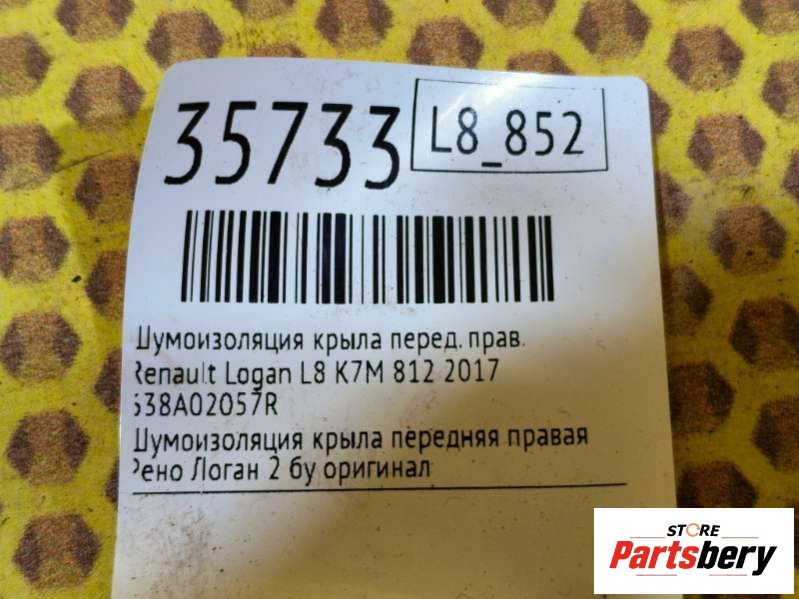 35733
L8_852
Шумоизоляция крыла перед. прав.
Renault Logan L8 K7M 812 2017
638A02057R
Шумоизоляция крыла передняя правая
Рено Логан 2 бу оригинал
STORE
Partsbery